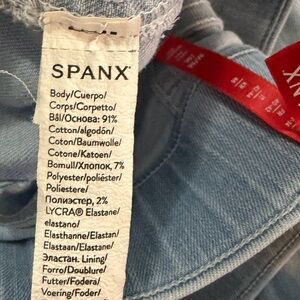 SPANX
Body/Cuerpo/
Corps/Corpetto/
Bål/Основа: 91%
Cotton/algodón/
Coton/Baumwolle/
Cotone/Katoen/
Bomull/Хлопок, 7%
Polyester/poliéster/
Poliestere/
Полиэстер, 2%
LYCRA® Elastane/
elastano/
Elasthanne/Elastan/
Elastaan/Elastane/
Эластан. Lining/
Forro/Doublure/
Futter/Fodera/
Voering/Foder/